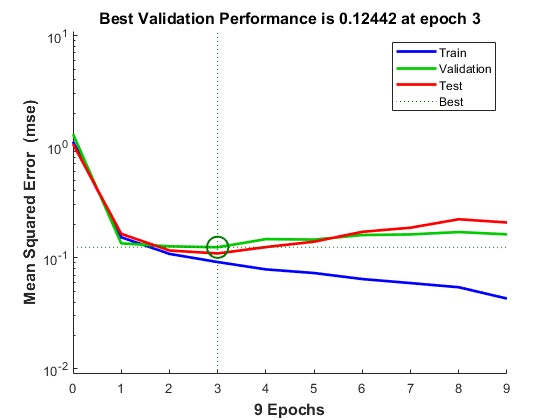 Best Validation Performance is 0.12442 at epoch 3
Mean Squared Error (mse)
10^1
10^0
10^-1
10^-2
Train
Validation
Test
Best
0 1 2 3 4 5 6 7 8 9
9 Epochs